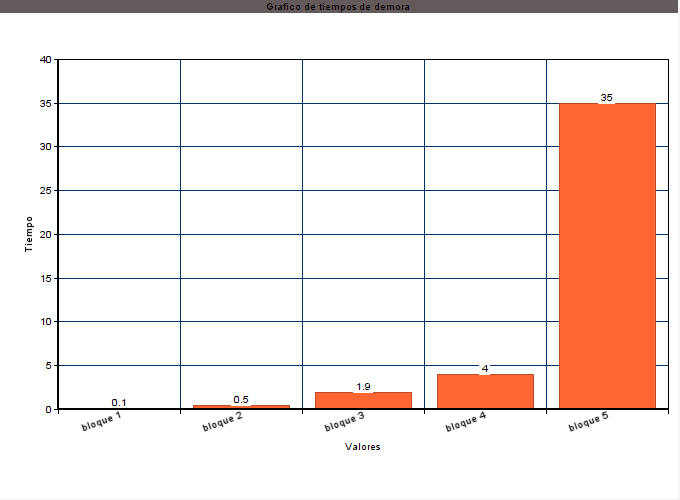 Grafico de tiempos de demora
40
35
35
30
25
20
Tiempo
15
10
5
4
1.9
0.5
0.1
0
bloque 1
bloque 2
bloque 3
bloque 4
bloque 5
Valores